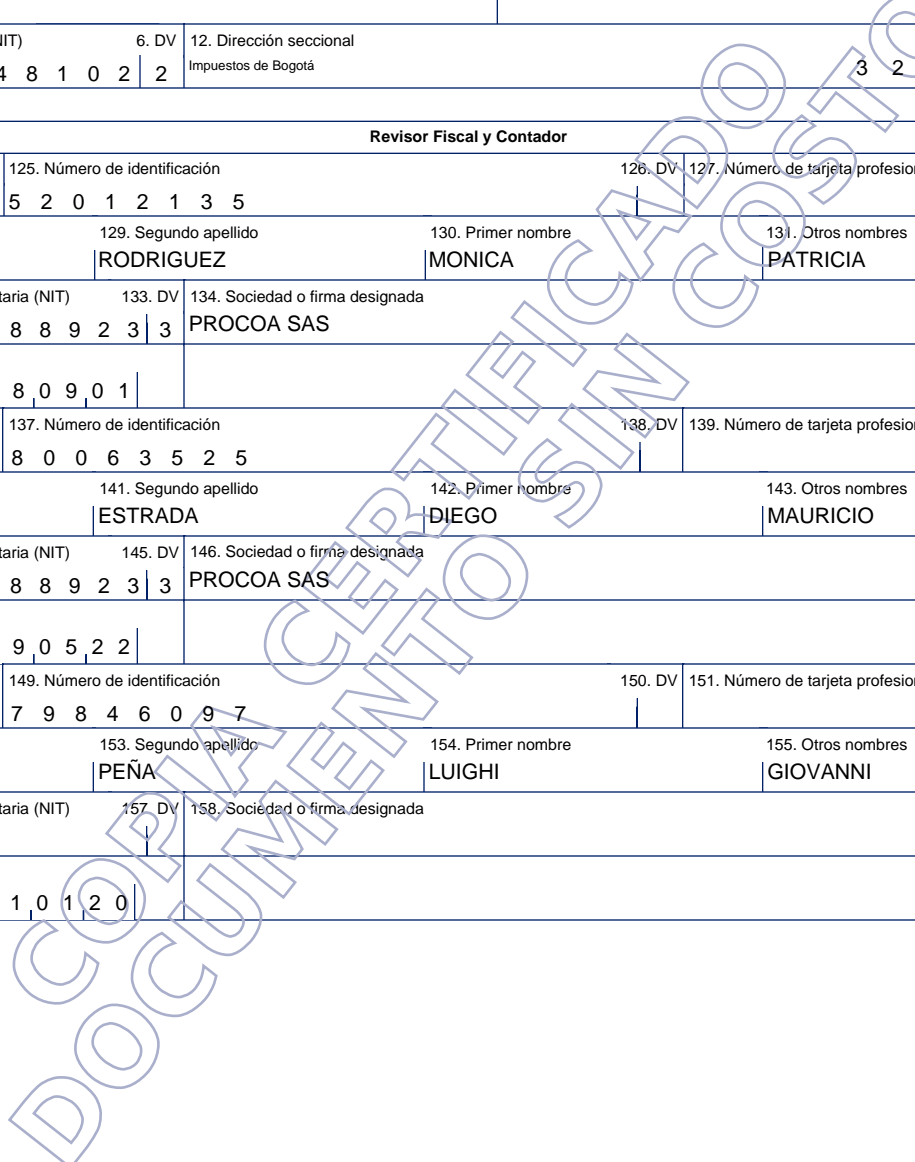 NIT) 6. DV 12. Dirección seccional
4 8 1 0 2 2 2 Impuestos de Bogotá 3 2
Revisor Fiscal y Contador
125. Número de identificación 126. DV 127. Número de tarjeta profesion
5 2 0 1 2 1 3 5
129. Segundo apellido 130. Primer nombre 131. Otros nombres
RODRIGUEZ MONICA PATRICIA
taria (NIT) 133. DV 134. Sociedad o firma designada
8 8 9 2 3 3 PROCOA SAS
8 0 9 0 1
137. Número de identificación 138. DV 139. Número de tarjeta profesion
8 0 0 6 3 5 2 5
141. Segundo apellido 142. Primer nombre 143. Otros nombres
ESTRADA DIEGO MAURICIO
taria (NIT) 145. DV 146. Sociedad o firma designada
8 8 9 2 3 3 PROCOA SAS
9 0 5 2 2
149. Número de identificación 150. DV 151. Número de tarjeta profesion
7 9 8 4 6 0 9 7
153. Segundo apellido 154. Primer nombre 155. Otros nombres
PEÑA LUIGHI GIOVANNI
taria (NIT) 157. DV 158. Sociedad o firma designada
1 0 1 2 0
COPIA CERTIFICADO
DOCUMENTO SIN COSTO